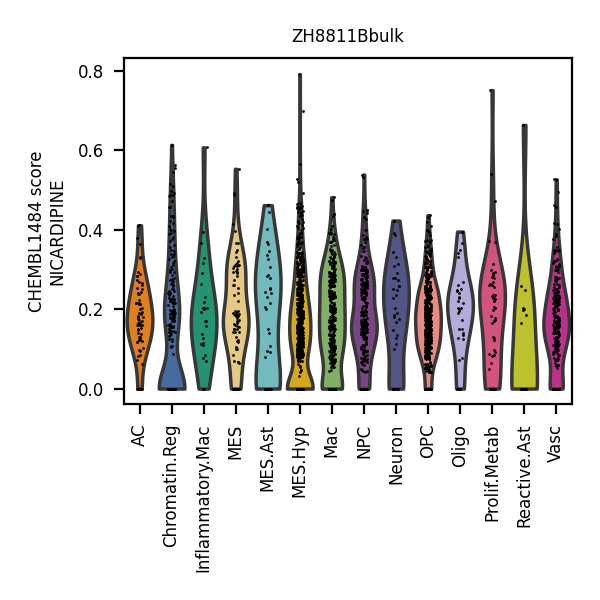 ZH8811Bbulk
CHEMBL1484 score
NICARDIPINE
0.8
0.6
0.4
0.2
0.0
AC
Chromatin.Reg
Inflammatory.Mac
MES
MES.Ast
MES.Hyp
Mac
NPC
Neuron
OPC
Oligo
Prolif.Metab
Reactive.Ast
Vasc